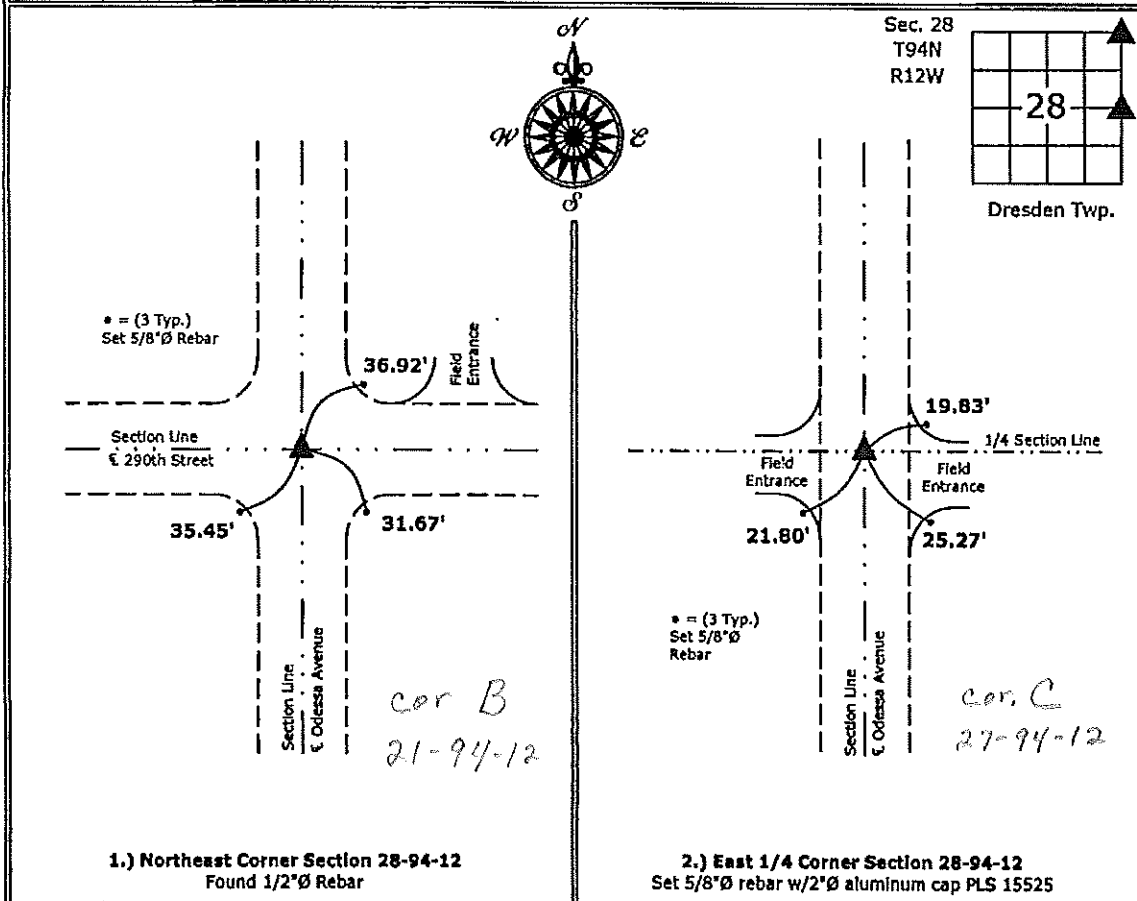 N
W
E
S
Sec. 28
T94N
R12W
28
Dresden Twp.
• = (3 Typ.)
Set 5/8"Ø Rebar
36.92'
Field
Entrance
Section Line
℄ 290th Street
35.45'
31.67'
Section Line
℄ Odessa Avenue
cor B
21-94-12
1.) Northeast Corner Section 28-94-12
Found 1/2"Ø Rebar
19.83'
1/4 Section Line
Field
Entrance
Field
Entrance
21.80'
25.27'
• = (3 Typ.)
Set 5/8"Ø
Rebar
Section Line
℄ Odessa Avenue
cor. C
27-94-12
2.) East 1/4 Corner Section 28-94-12
Set 5/8"Ø rebar w/2"Ø aluminum cap PLS 15525